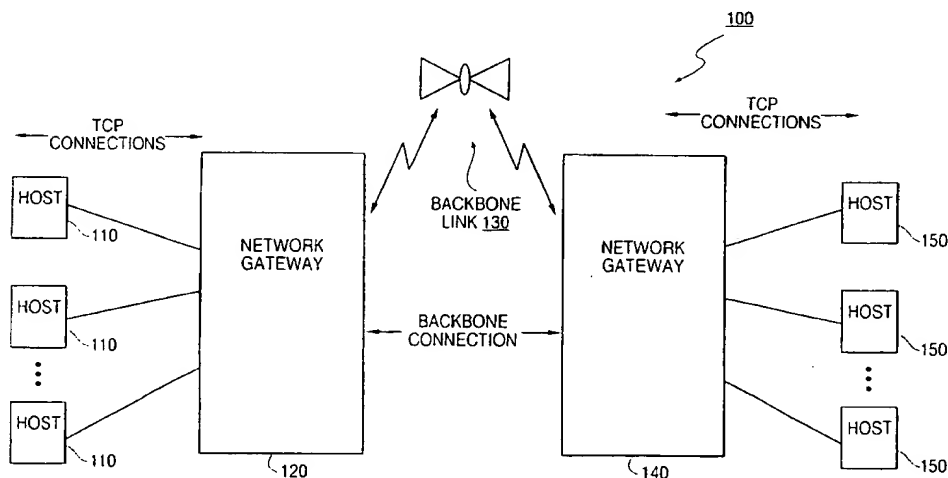 100
TCP
CONNECTIONS
TCP
CONNECTIONS
HOST
110
HOST
110
HOST
110
NETWORK
GATEWAY
120
BACKBONE
LINK 130
BACKBONE
CONNECTION
NETWORK
GATEWAY
140
HOST
150
HOST
150
HOST
150